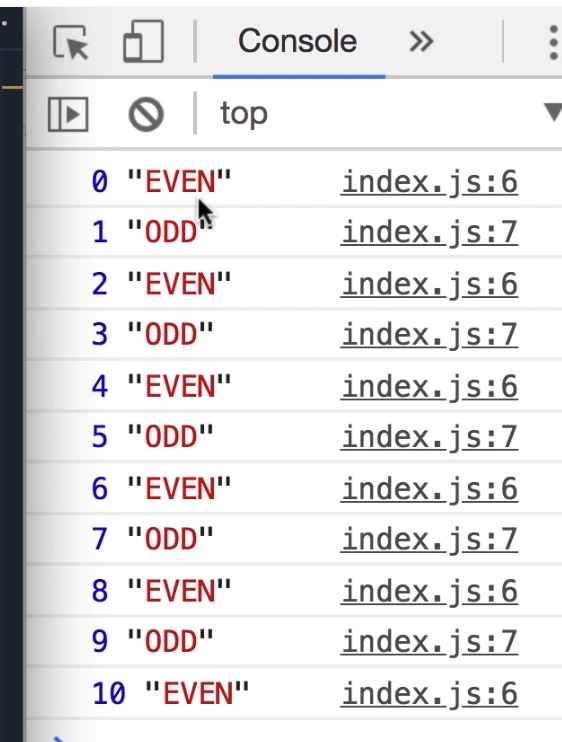 Console »
top
0 "EVEN" index.js:6
1 "ODD" index.js:7
2 "EVEN" index.js:6
3 "ODD" index.js:7
4 "EVEN" index.js:6
5 "ODD" index.js:7
6 "EVEN" index.js:6
7 "ODD" index.js:7
8 "EVEN" index.js:6
9 "ODD" index.js:7
10 "EVEN" index.js:6